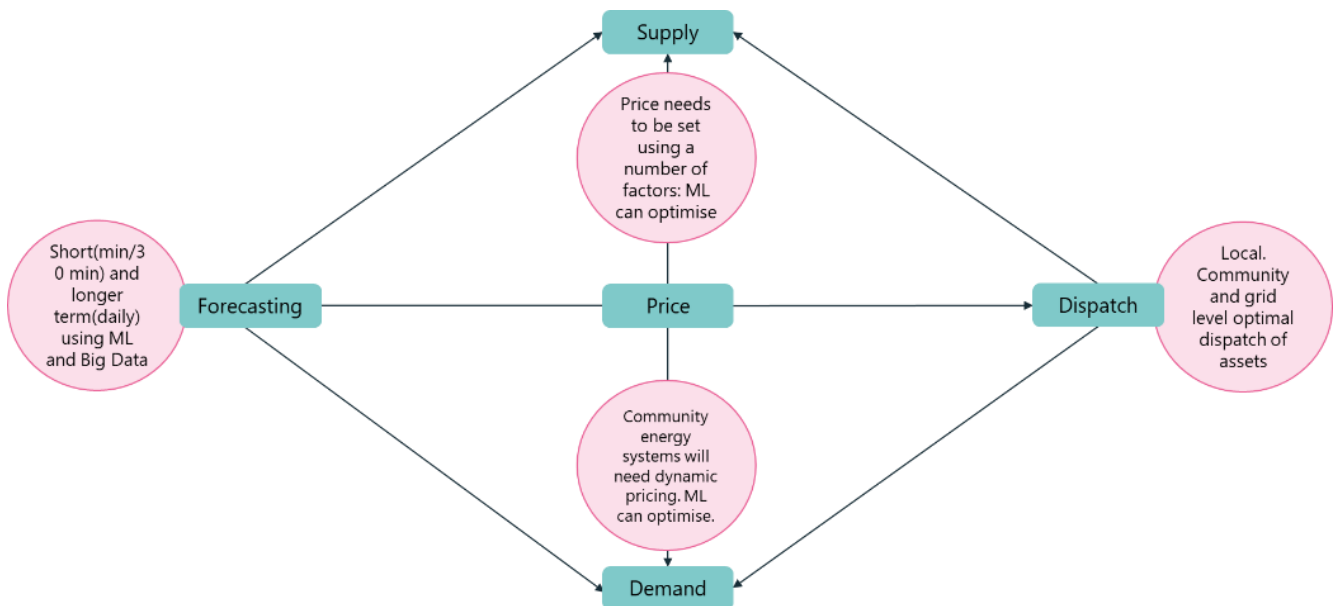 Supply
Price needs
to be set
using a
number of
factors: ML
can optimise
Short(min/3
0 min) and
longer
term(daily)
using ML
and Big Data
Forecasting
Price
Dispatch
Local.
Community
and grid
level optimal
dispatch of
assets
Community
energy
systems will
need dynamic
pricing. ML
can optimise.
Demand